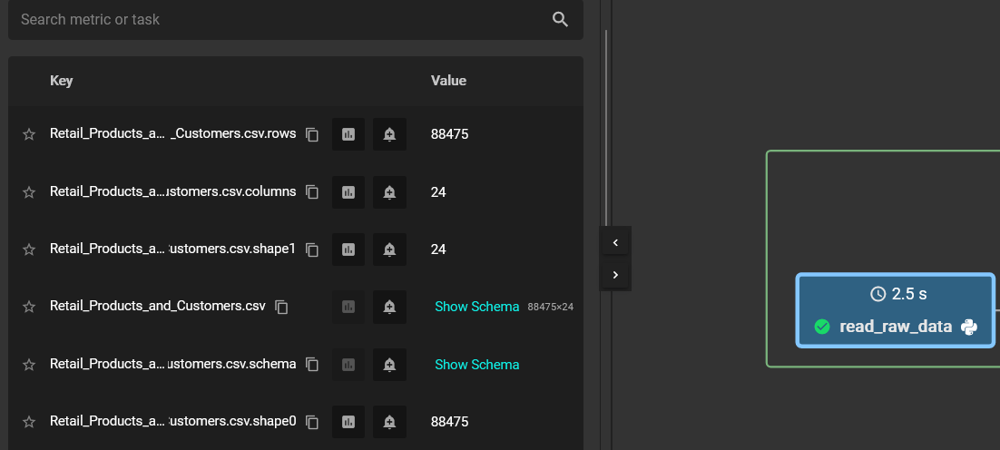 Search metric or task
Key Value
Retail_Products_a... _Customers.csv.rows 88475
Retail_Products_a...ustomers.csv.columns 24
Retail_Products_a... ustomers.csv.shape1 24
2.5 s
Retail_Products_and_Customers.csv Show Schema 88475×24
read_raw_data
Retail_Products_a... ustomers.csv.schema Show Schema
Retail_Products_a... ustomers.csv.shape0 88475